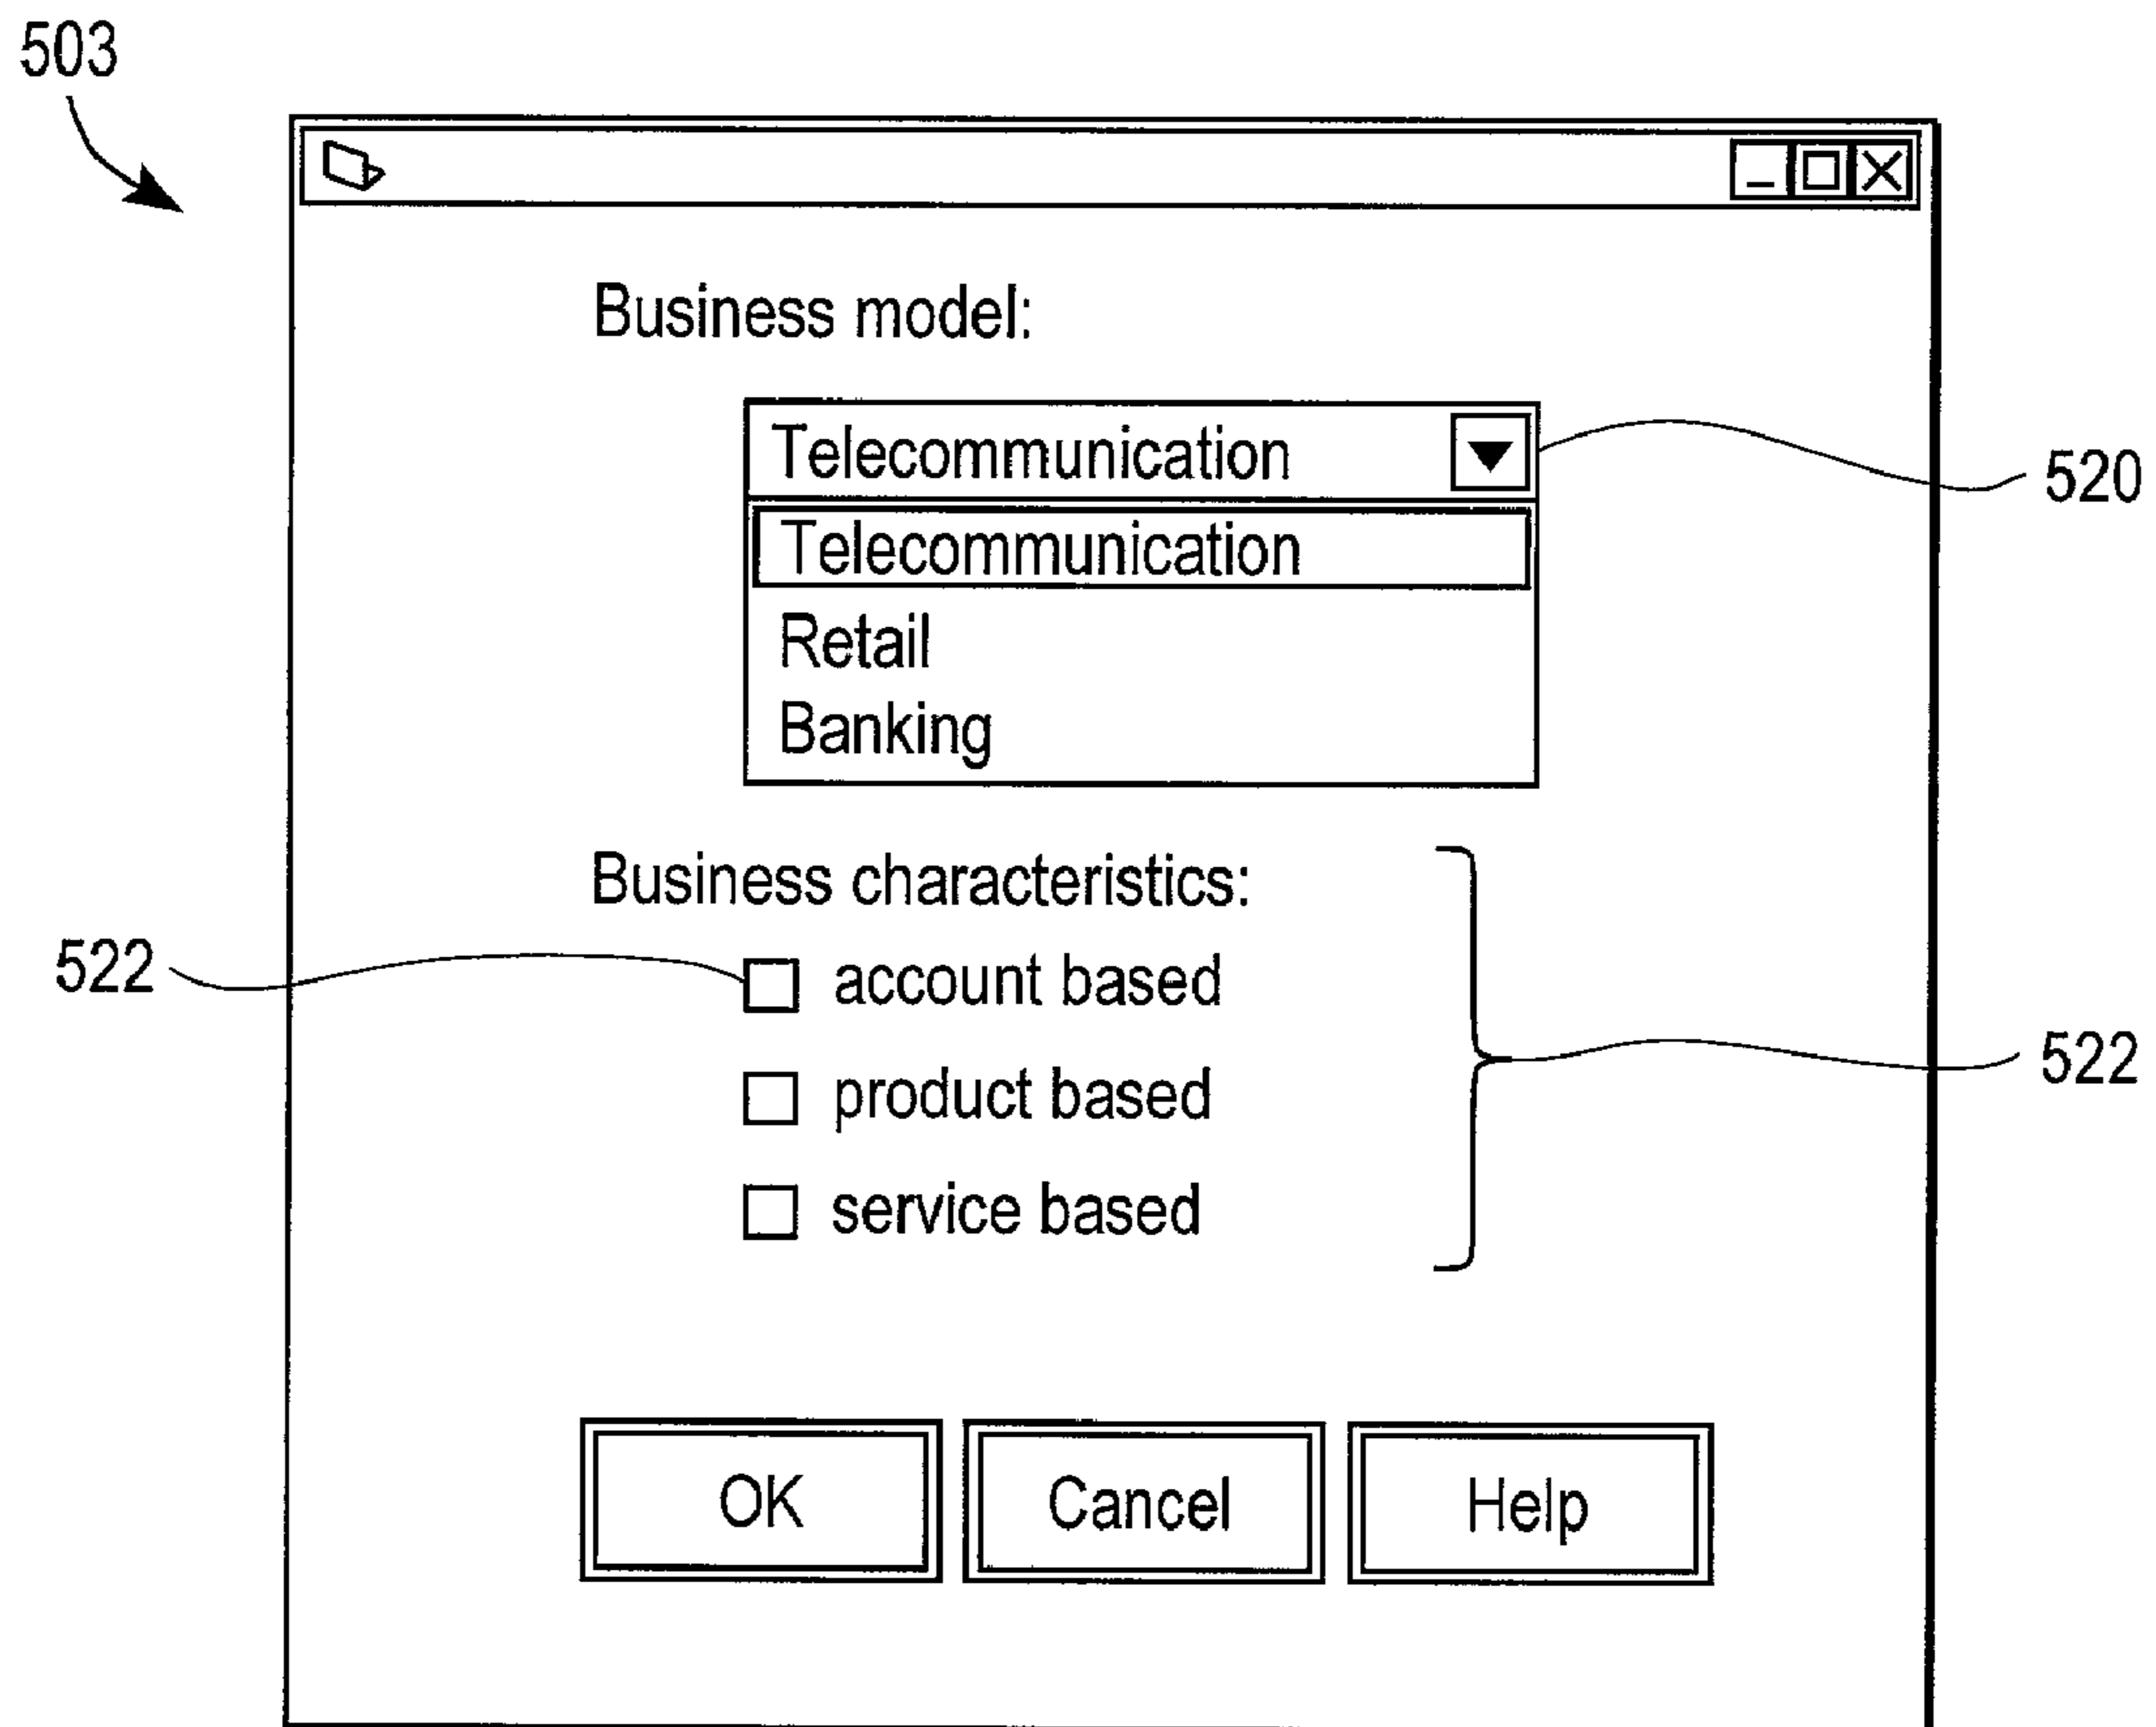 503
Business model:
Telecommunication
520
Telecommunication
Retail
Banking
Business characteristics:
522
account based
522
product based
service based
OK Cancel Help